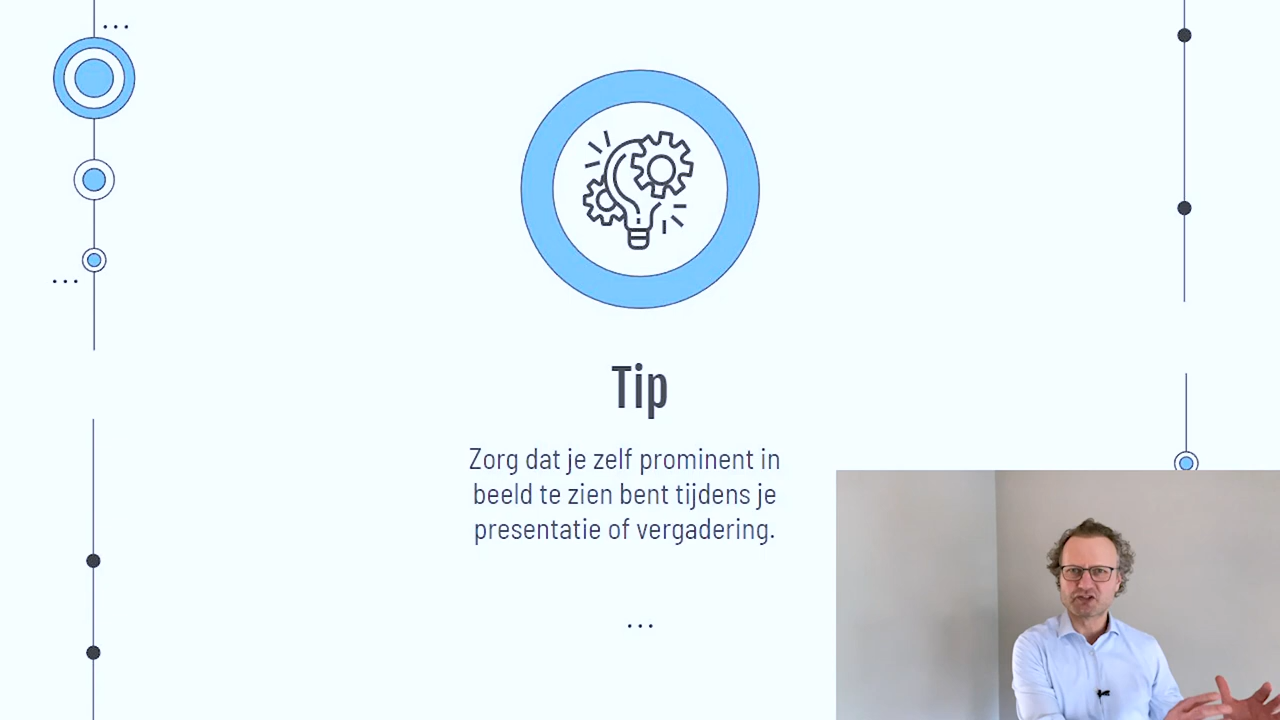 Tip
Zorg dat je zelf prominent in
beeld te zien bent tijdens je
presentatie of vergadering.